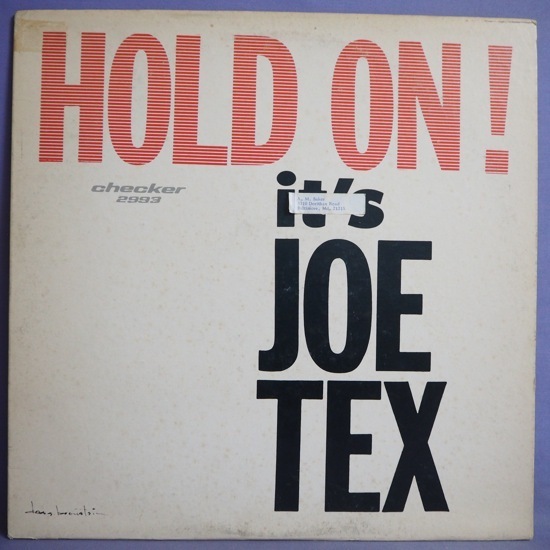 HOLD ON!
checker
2993
it's
JOE
TEX